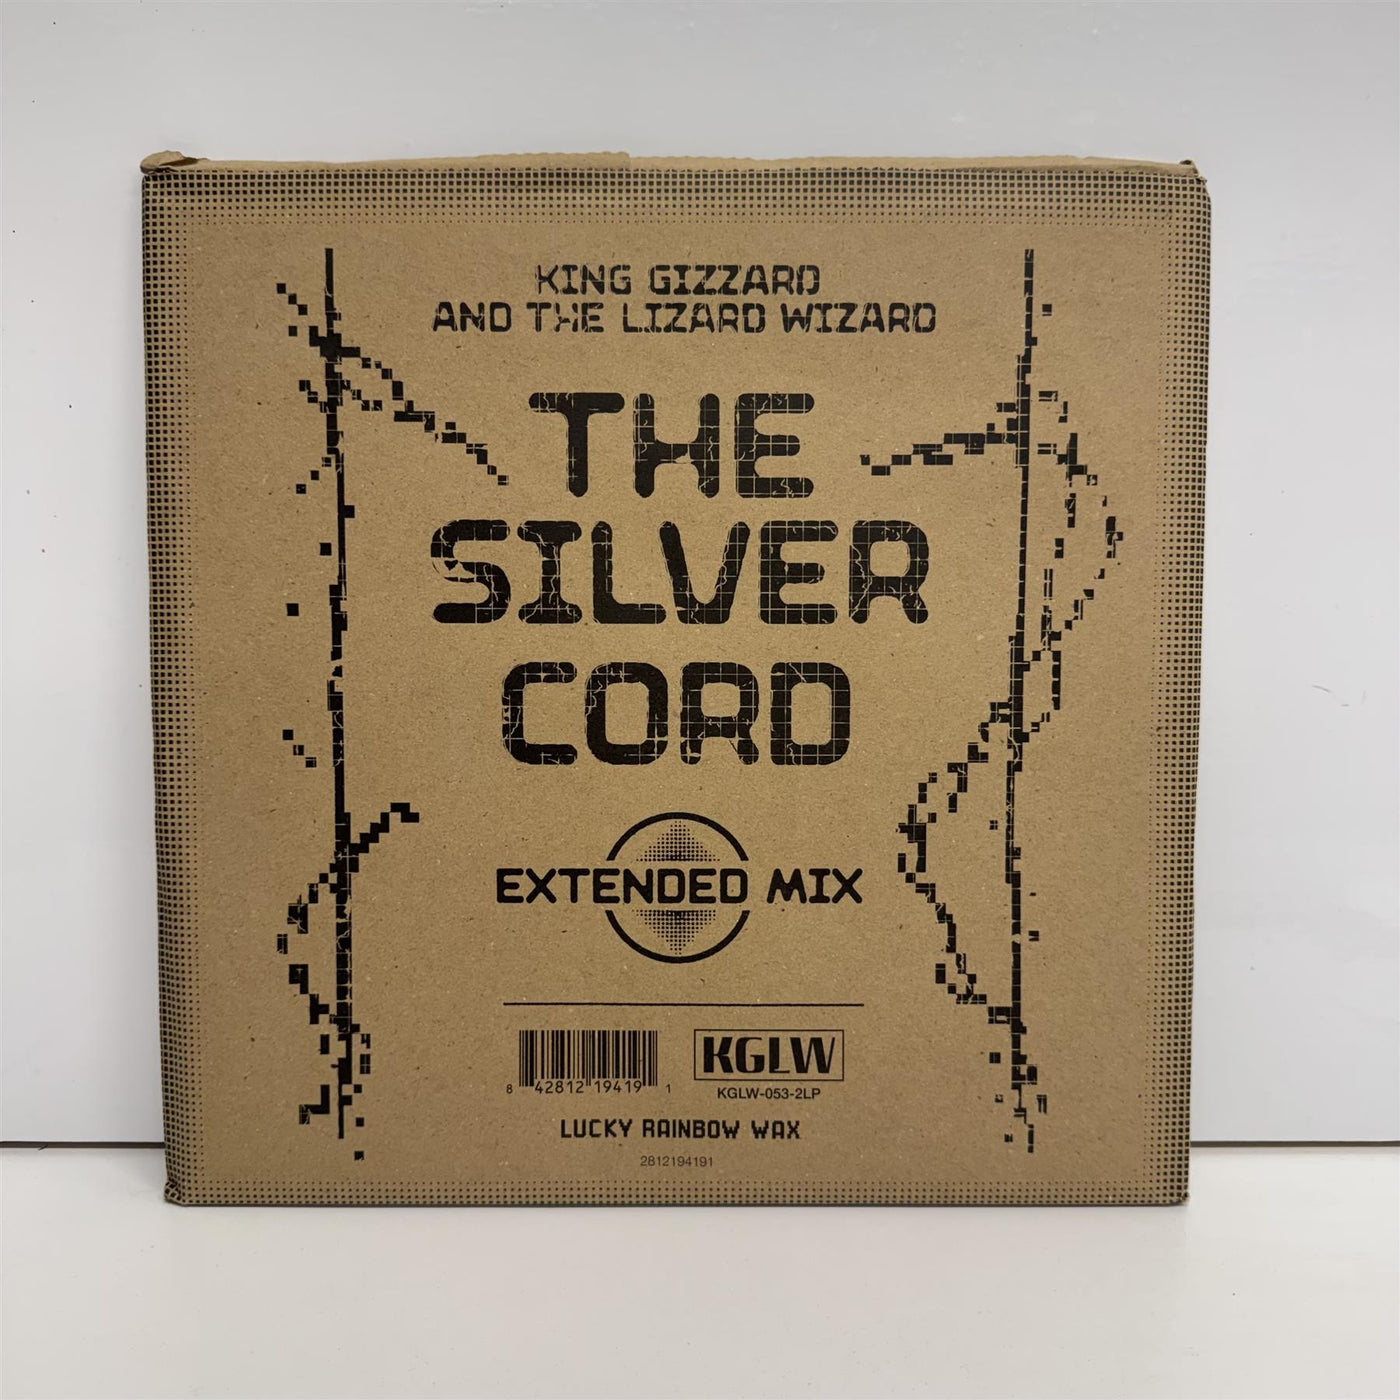 KING GIZZARD
AND THE LIZARD WIZARD
THE
SILVER
CORD
EXTENDED MIX
8 42812 19419 1
KGLW
KGLW-053-2LP
LUCKY RAINBOW WAX
2812194191